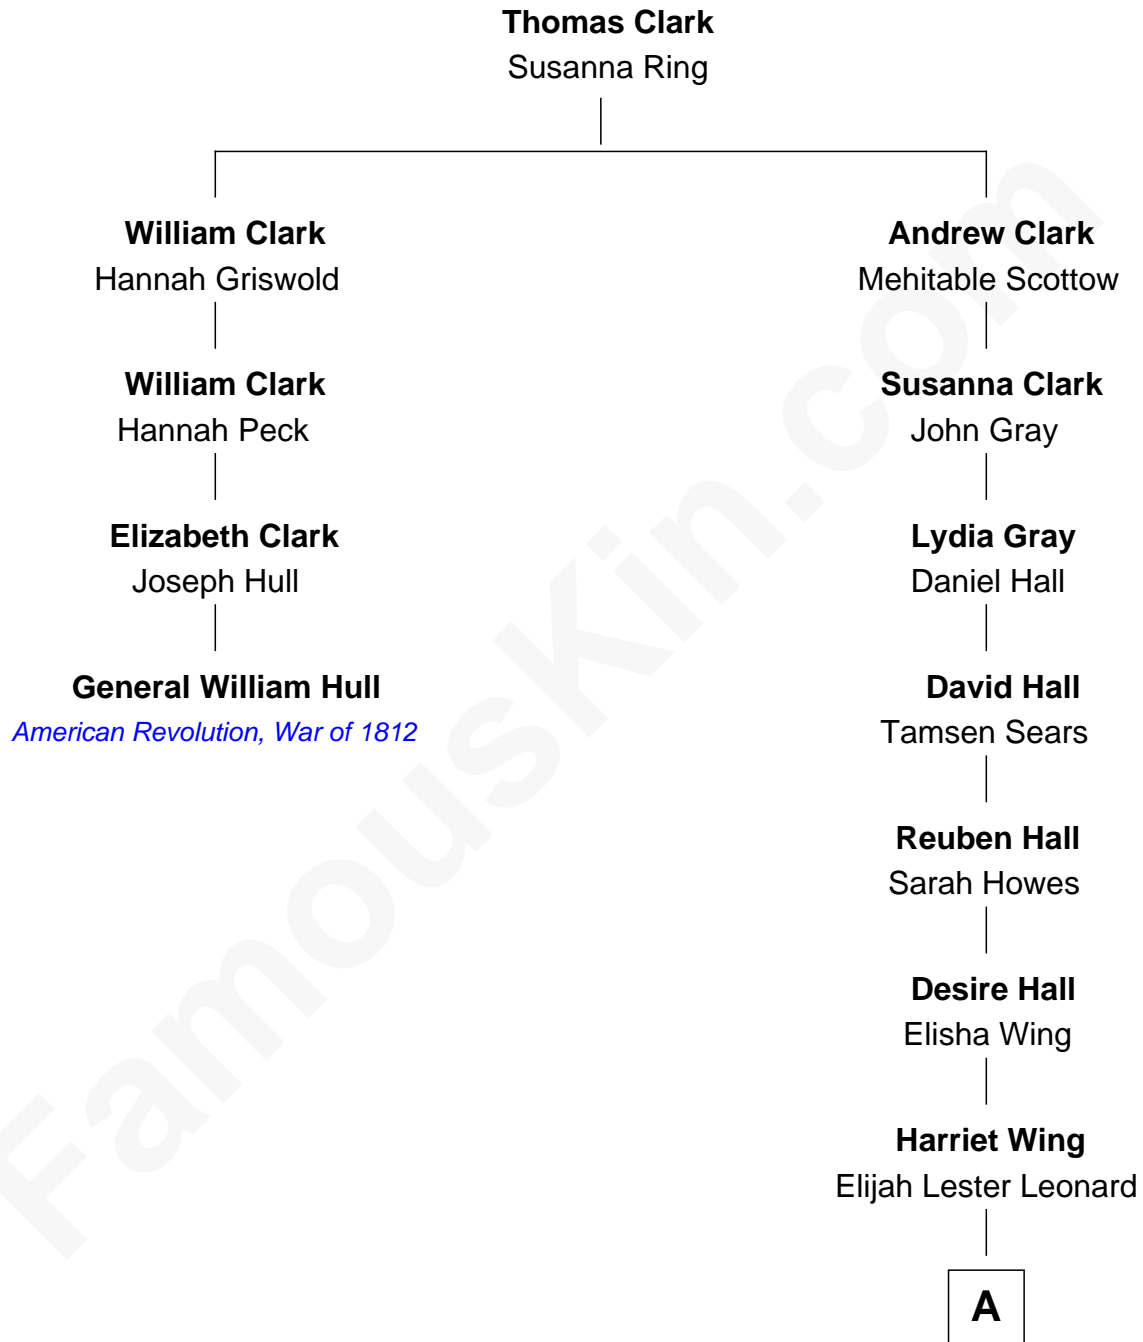 Thomas Clark
Susanna Ring
William Clark
Hannah Griswold
William Clark
Hannah Peck
Elizabeth Clark
Joseph Hull
General William Hull
American Revolution, War of 1812
Andrew Clark
Mehitable Scottow
Susanna Clark
John Gray
Lydia Gray
Daniel Hall
David Hall
Tamsen Sears
Reuben Hall
Sarah Howes
Desire Hall
Elisha Wing
Harriet Wing
Elijah Lester Leonard
A
FamousKin.com